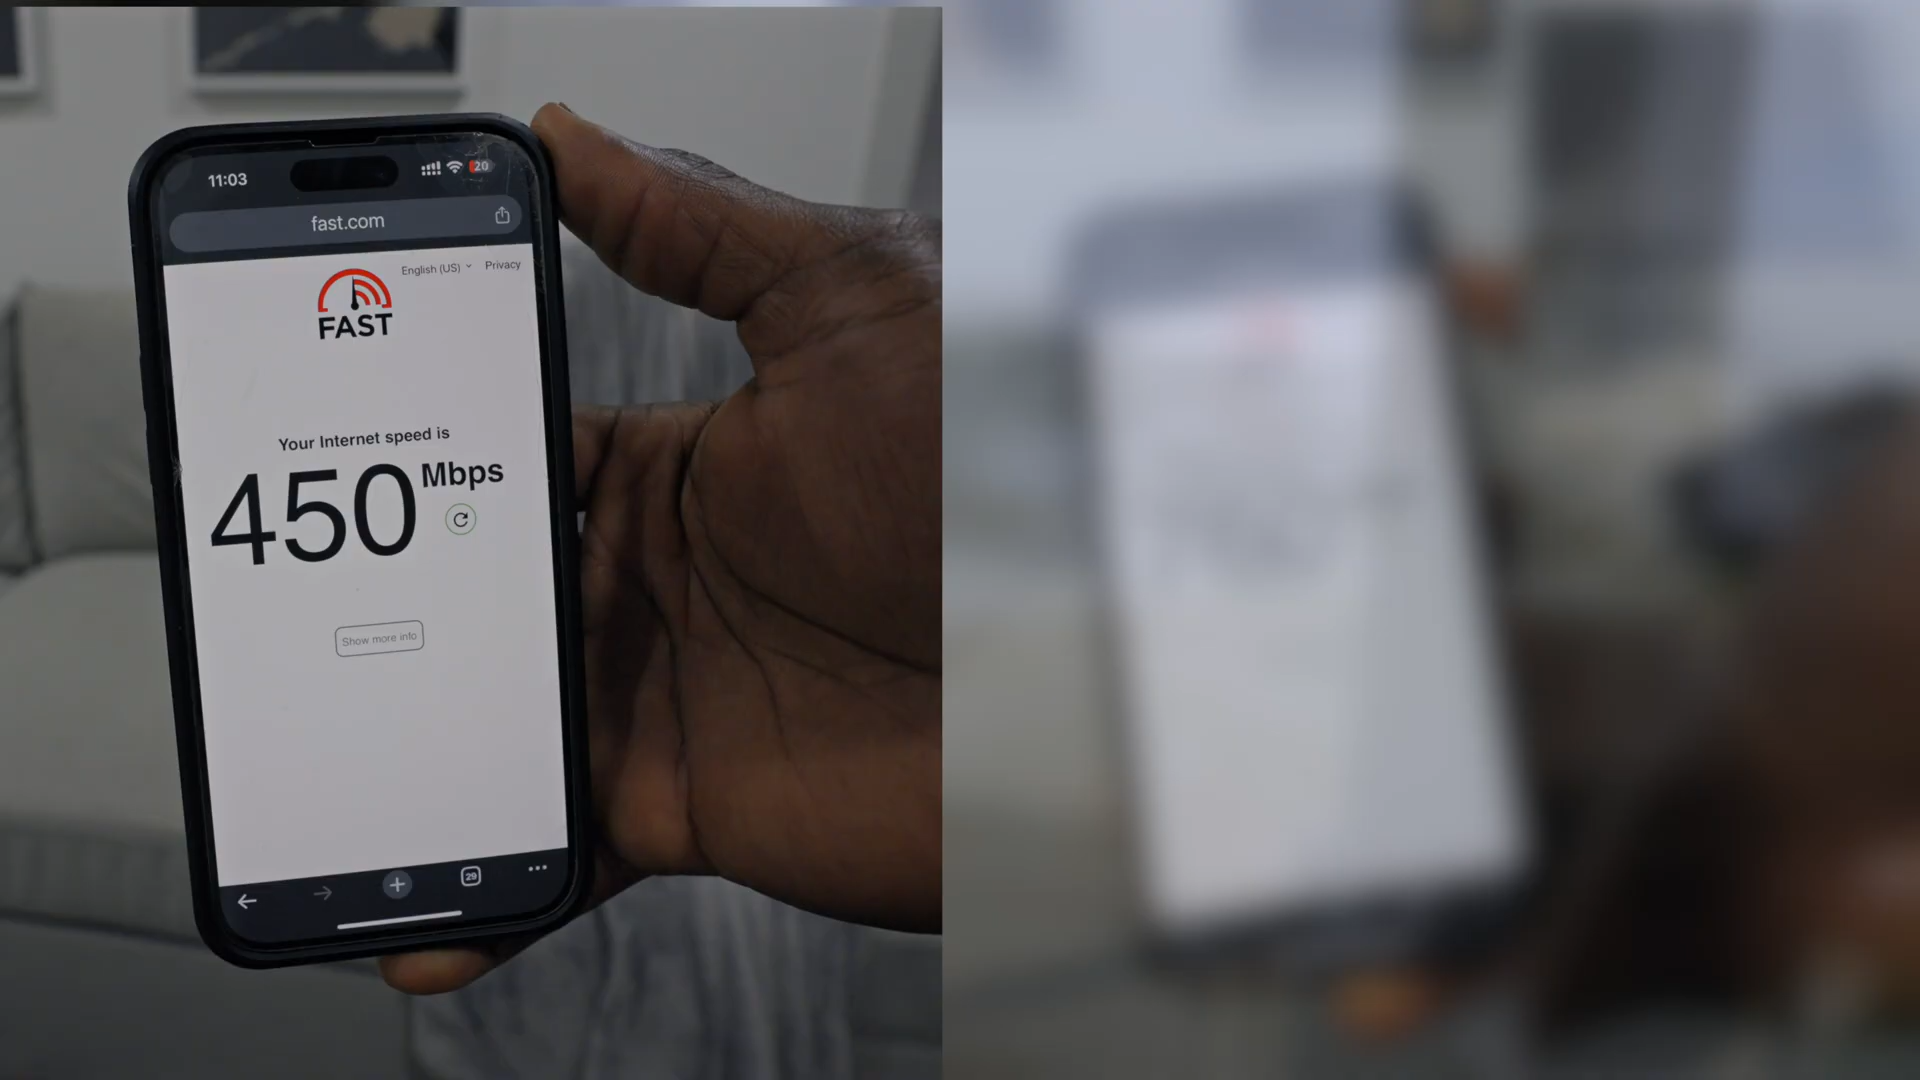 11:03
20
fast.com
English (US) Privacy
FAST
Your Internet speed is
450 Mbps
Show more info
29